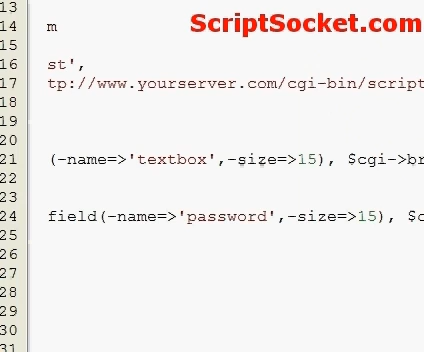 13
14 m
ScriptSocket.com
15
16 st',
17 tp://www.yourserver.com/cgi-bin/script
18
19
20
21 (-name=>'textbox',-size=>15), $cgi->br
22
23
24 field(-name=>'password',-size=>15), $c
25
26
27
28
29
30
31